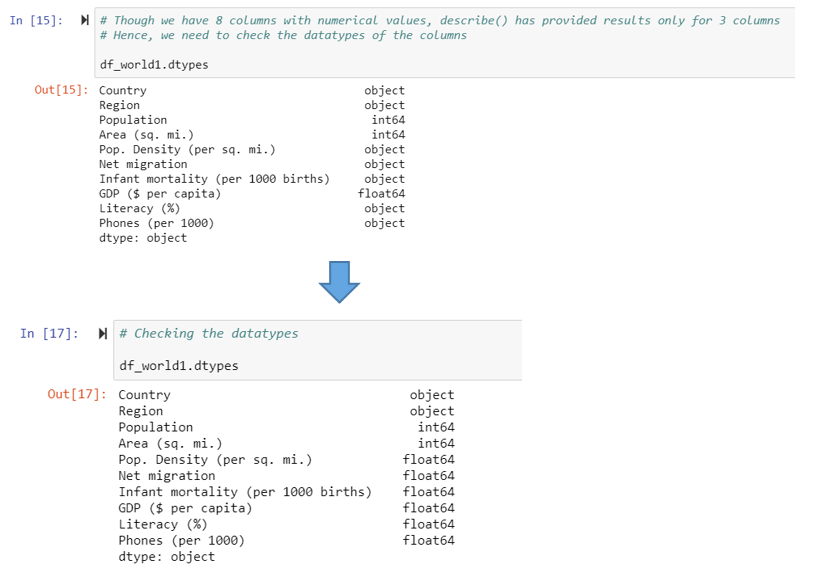 In [15]: # Though we have 8 columns with numerical values, describe() has provided results only for 3 columns
# Hence, we need to check the datatypes of the columns
df_world1.dtypes
Out[15]: Country object
Region object
Population int64
Area (sq. mi.) int64
Pop. Density (per sq. mi.) object
Net migration object
Infant mortality (per 1000 births) object
GDP ($ per capita) float64
Literacy (%) object
Phones (per 1000) object
dtype: object
In [17]: # Checking the datatypes
df_world1.dtypes
Out[17]: Country object
Region object
Population int64
Area (sq. mi.) int64
Pop. Density (per sq. mi.) float64
Net migration float64
Infant mortality (per 1000 births) float64
GDP ($ per capita) float64
Literacy (%) float64
Phones (per 1000) float64
dtype: object